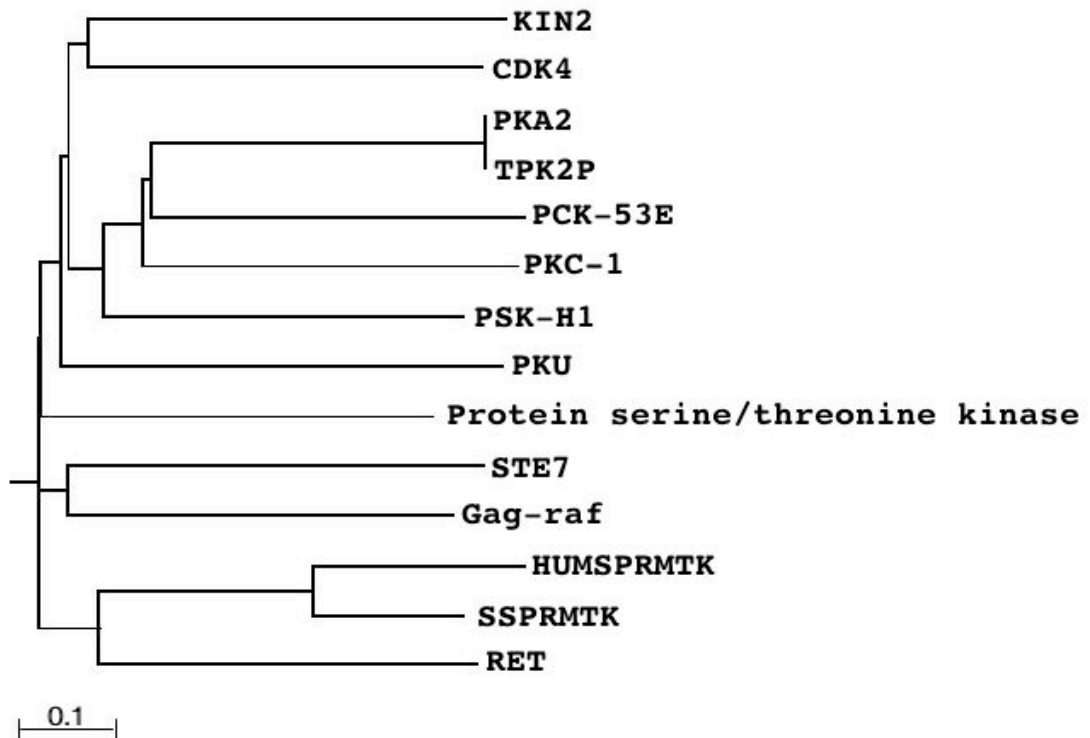 KIN2
CDK4
PKA2
TPK2P
PCK-53E
PKC-1
PSK-H1
PKU
Protein serine/threonine kinase
STE7
Gag-raf
HUMSPRMTK
SSPRMTK
RET
0.1